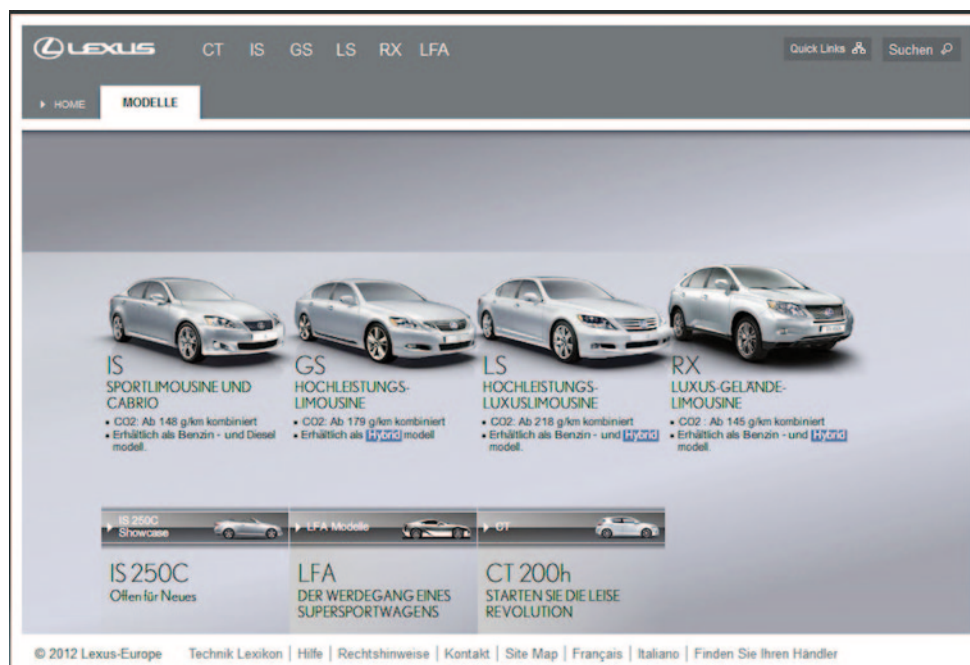 LEXUS CT IS GS LS RX LFA Quick Links Suchen
HOME MODELLE
IS
SPORTLIMOUSINE UND
CABRIO
• CO2: Ab 148 g/km kombiniert
• Erhältlich als Benzin - und Diesel
modell.
GS
HOCHLEISTUNGS-
LIMOUSINE
• CO2: Ab 179 g/km kombiniert
• Erhältlich als Hybrid modell
LS
HOCHLEISTUNGS-
LUXUSLIMOUSINE
• CO2: Ab 218 g/km kombiniert
• Erhältlich als Benzin - und Hybrid
modell.
RX
LUXUS-GELÄNDE-
LIMOUSINE
• CO2 : Ab 145 g/km kombiniert
• Erhältlich als Benzin - und Hybrid
modell.
IS 250C
Showcase
IS 250C
Offen für Neues
LFA Modelle
LFA
DER WERDEGANG EINES
SUPERSPORTWAGENS
CT
CT 200h
STARTEN SIE DIE LEISE
REVOLUTION
© 2012 Lexus-Europe Technik Lexikon | Hilfe | Rechtshinweise | Kontakt | Site Map | Français | Italiano | Finden Sie Ihren Händler